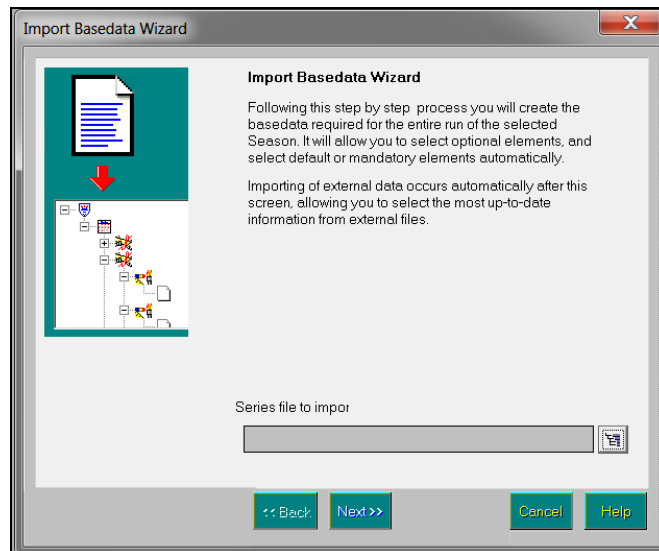 Import Basedata Wizard
Import Basedata Wizard
Following this step by step process you will create the
basedata required for the entire run of the selected
Season. It will allow you to select optional elements, and
select default or mandatory elements automatically.
Importing of external data occurs automatically after this
screen, allowing you to select the most up-to-date
information from external files.
Series file to impor
<< Back Next >> Cancel Help